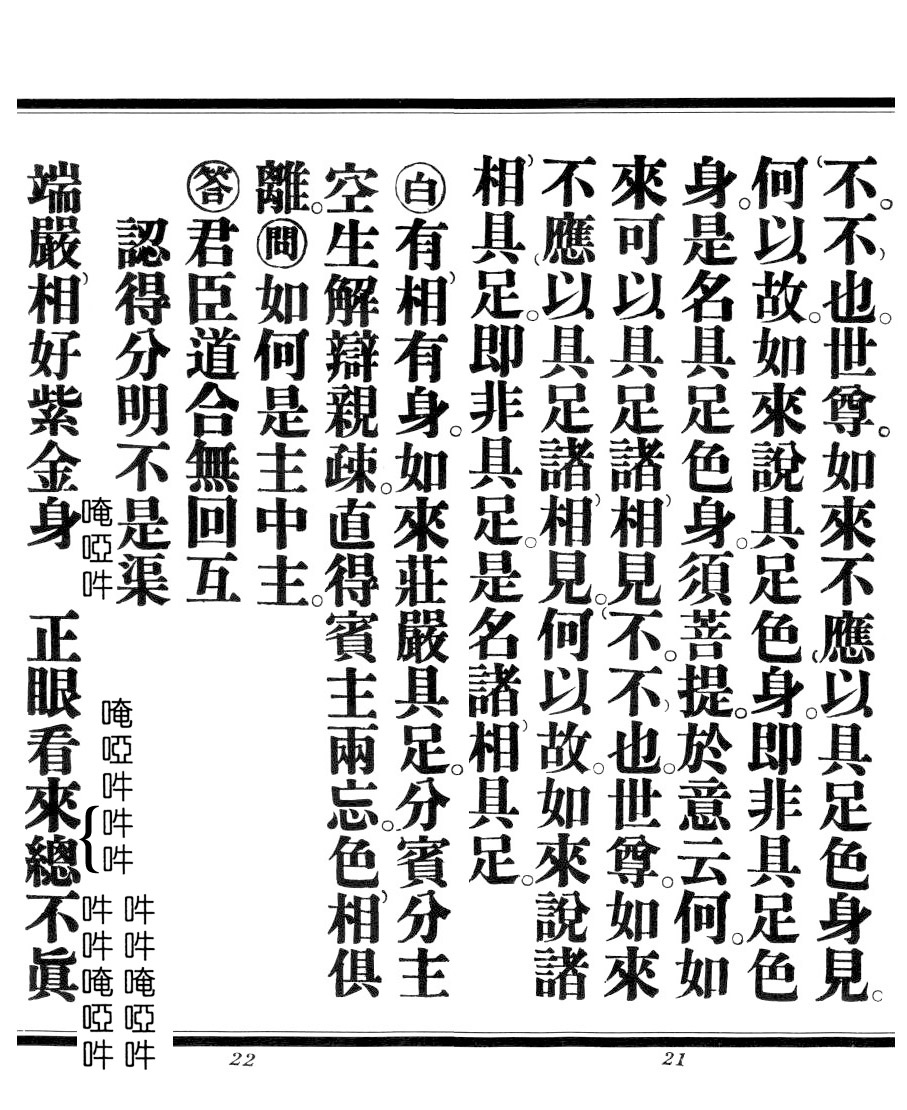 不。不也。世尊。如來不應以具足色身見。
何以故。如來說具足色身。即非具足色
身。是名具足色身。須菩提。於意云何。如
來可以具足諸相見不。不也。世尊。如來
不應以具足諸相見。何以故。如來說諸
相具足。即非具足。是名諸相具足。
白有相有身。如來莊嚴具足。分賓分主
空生解辯親疎。直得賓主兩忘。色相俱
離。問如何是主中主。
答君臣道合無回互
認得分明不是渠
端嚴相好紫金身 正眼看來總不眞
唵啞吽
唵啞吽吽吽
吽吽唵啞吽
吽吽唵啞吽
22
21